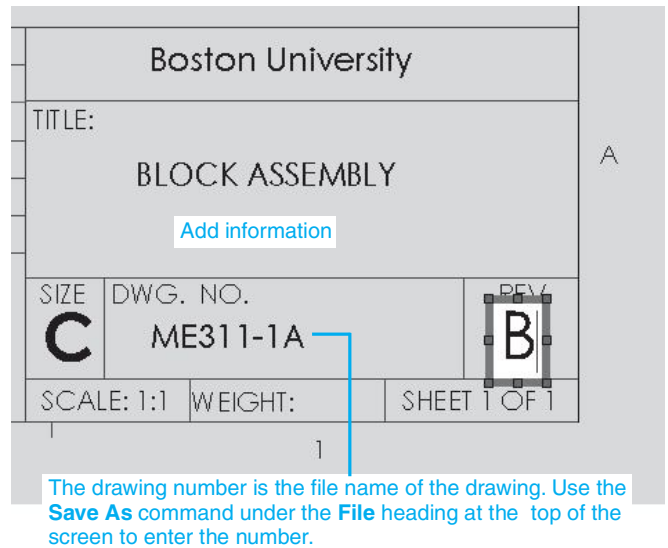 Boston University
TITLE:
A
BLOCK ASSEMBLY
Add information
SIZE DWG. NO. REV
C ME311-1A B
SCALE: 1:1 WEIGHT: SHEET 1 OF 1
1
The drawing number is the file name of the drawing. Use the
Save As command under the File heading at the top of the
screen to enter the number.